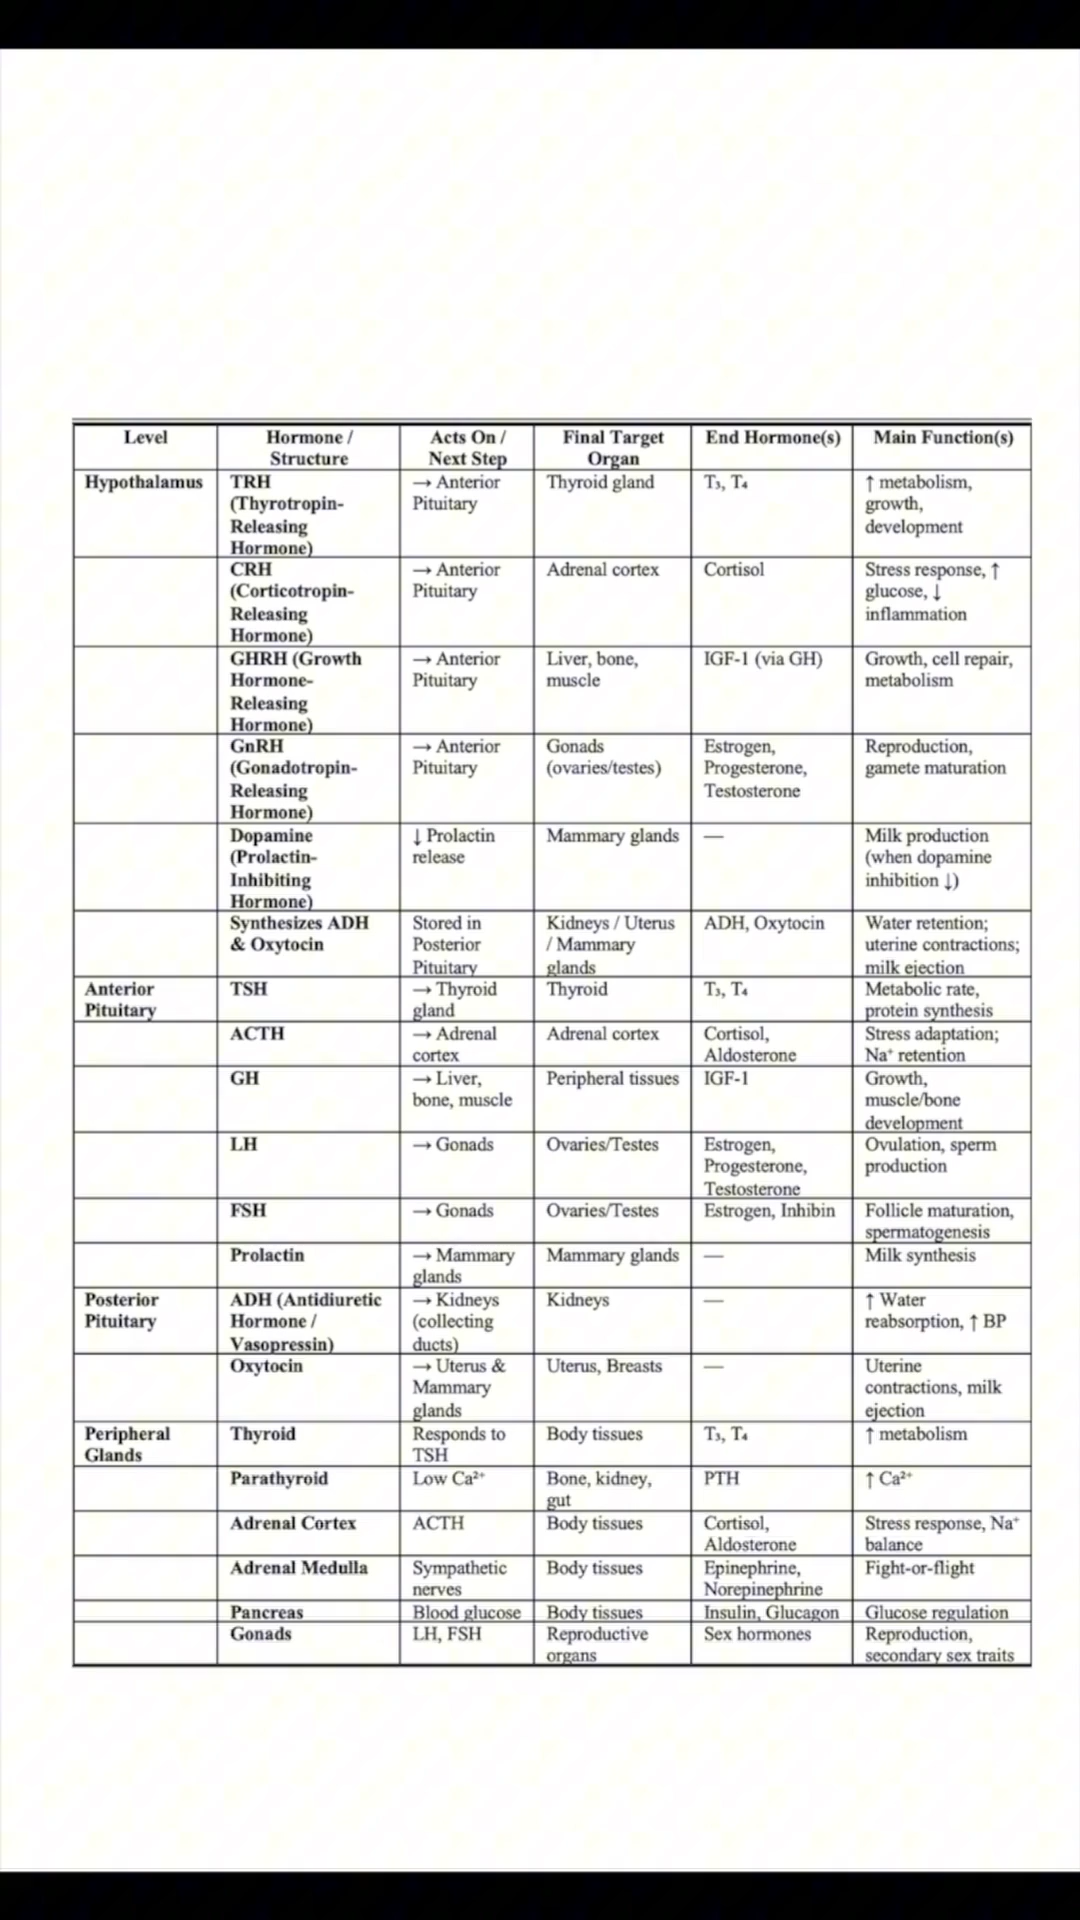 Level | Hormone / Structure | Acts On / Next Step | Final Target Organ | End Hormone(s) | Main Function(s)
Hypothalamus | TRH (Thyrotropin-Releasing Hormone) | → Anterior Pituitary | Thyroid gland | T₃, T₄ | ↑ metabolism, growth, development
CRH (Corticotropin-Releasing Hormone) | → Anterior Pituitary | Adrenal cortex | Cortisol | Stress response, ↑ glucose, ↓ inflammation
GHRH (Growth Hormone-Releasing Hormone) | → Anterior Pituitary | Liver, bone, muscle | IGF-1 (via GH) | Growth, cell repair, metabolism
GnRH (Gonadotropin-Releasing Hormone) | → Anterior Pituitary | Gonads (ovaries/testes) | Estrogen, Progesterone, Testosterone | Reproduction, gamete maturation
Dopamine (Prolactin-Inhibiting Hormone) | ↓ Prolactin release | Mammary glands | — | Milk production (when dopamine inhibition ↓)
Synthesizes ADH & Oxytocin | Stored in Posterior Pituitary | Kidneys / Uterus / Mammary glands | ADH, Oxytocin | Water retention; uterine contractions; milk ejection
Anterior Pituitary | TSH | → Thyroid gland | Thyroid | T₃, T₄ | Metabolic rate, protein synthesis
ACTH | → Adrenal cortex | Adrenal cortex | Cortisol, Aldosterone | Stress adaptation; Na⁺ retention
GH | → Liver, bone, muscle | Peripheral tissues | IGF-1 | Growth, muscle/bone development
LH | → Gonads | Ovaries/Testes | Estrogen, Progesterone, Testosterone | Ovulation, sperm production
FSH | → Gonads | Ovaries/Testes | Estrogen, Inhibin | Follicle maturation, spermatogenesis
Prolactin | → Mammary glands | Mammary glands | — | Milk synthesis
Posterior Pituitary | ADH (Antidiuretic Hormone / Vasopressin) | → Kidneys (collecting ducts) | Kidneys | — | ↑ Water reabsorption, ↑ BP
Oxytocin | → Uterus & Mammary glands | Uterus, Breasts | — | Uterine contractions, milk ejection
Peripheral Glands | Thyroid | Responds to TSH | Body tissues | T₃, T₄ | ↑ metabolism
Parathyroid | Low Ca²⁺ | Bone, kidney, gut | PTH | ↑ Ca²⁺
Adrenal Cortex | ACTH | Body tissues | Cortisol, Aldosterone | Stress response, Na⁺ balance
Adrenal Medulla | Sympathetic nerves | Body tissues | Epinephrine, Norepinephrine | Fight-or-flight
Pancreas | Blood glucose | Body tissues | Insulin, Glucagon | Glucose regulation
Gonads | LH, FSH | Reproductive organs | Sex hormones | Reproduction, secondary sex traits